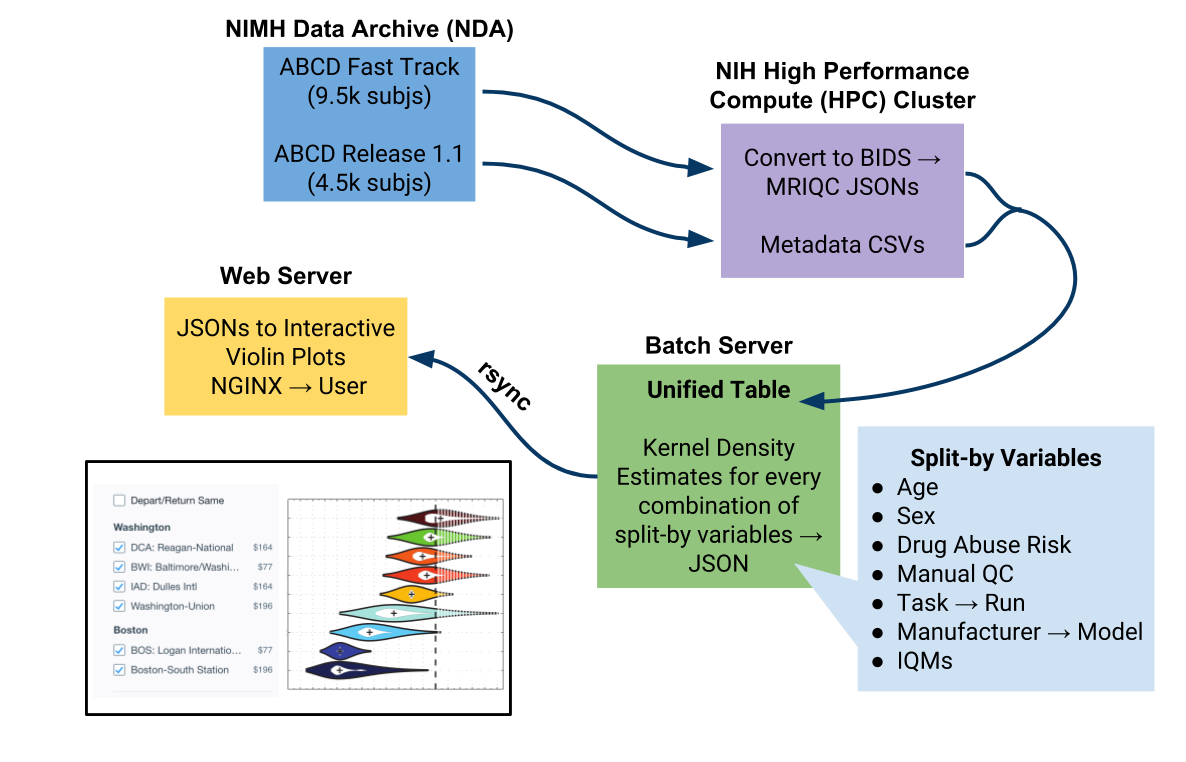 NIMH Data Archive (NDA)
ABCD Fast Track
(9.5k subjs)
ABCD Release 1.1
(4.5k subjs)
NIH High Performance
Compute (HPC) Cluster
Convert to BIDS →
MRIQC JSONs
Metadata CSVs
Web Server
JSONs to Interactive
Violin Plots
NGINX → User
rsync
Batch Server
Unified Table
Kernel Density
Estimates for every
combination of
split-by variables →
JSON
Split-by Variables
● Age
● Sex
● Drug Abuse Risk
● Manual QC
● Task → Run
● Manufacturer → Model
● IQMs
Depart/Return Same
Washington
DCA: Reagan-National $164
BWI: Baltimore/Washi... $77
IAD: Dulles Intl $164
Washington-Union $196
Boston
BOS: Logan Internatio... $77
Boston-South Station $196